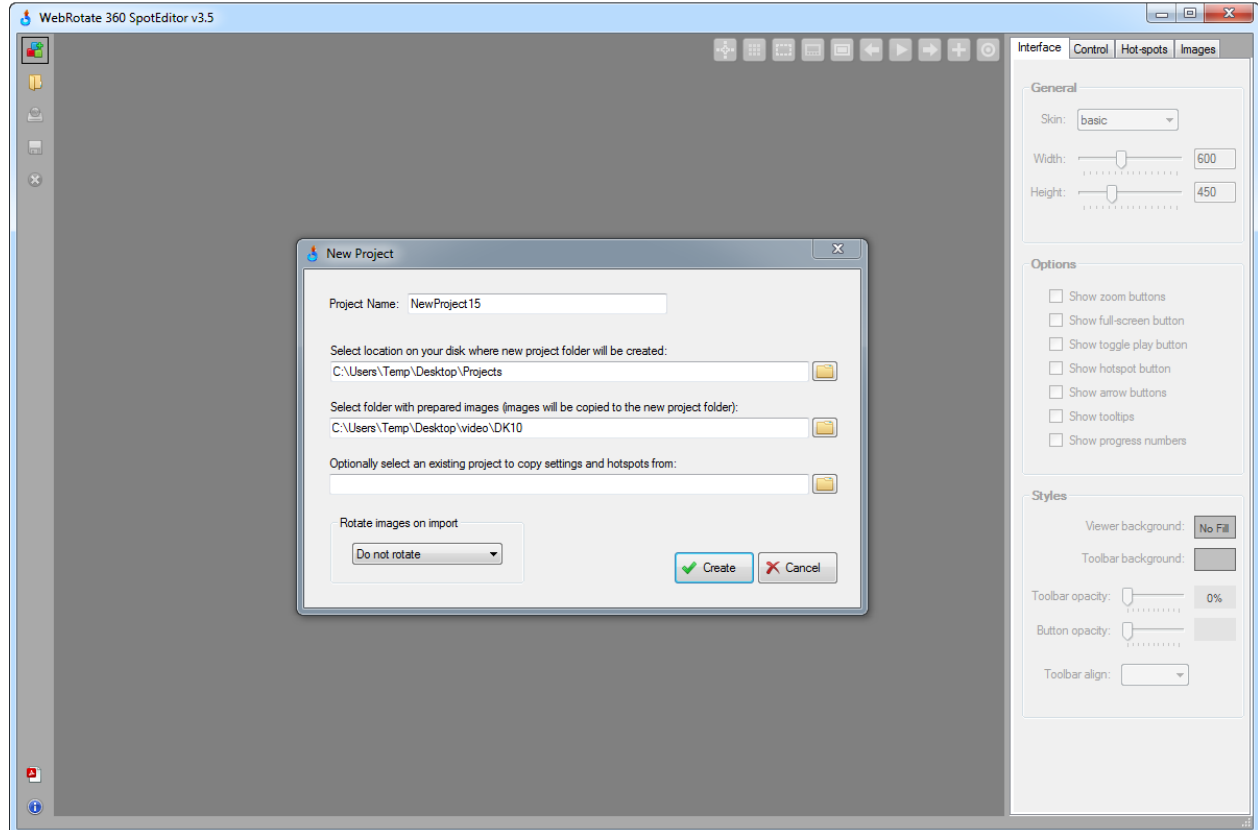 WebRotate 360 SpotEditor v3.5
Interface Control Hot-spots Images
General
Skin: basic
Width: 600
Height: 450
New Project
Project Name: NewProject15
Select location on your disk where new project folder will be created:
C:\Users\Temp\Desktop\Projects
Select folder with prepared images (images will be copied to the new project folder):
C:\Users\Temp\Desktop\video\DK10
Optionally select an existing project to copy settings and hotspots from:
Rotate images on import
Do not rotate
Create Cancel
Options
Show zoom buttons
Show full-screen button
Show toggle play button
Show hotspot button
Show arrow buttons
Show tooltips
Show progress numbers
Styles
Viewer background: No Fill
Toolbar background:
Toolbar opacity: 0%
Button opacity:
Toolbar align: